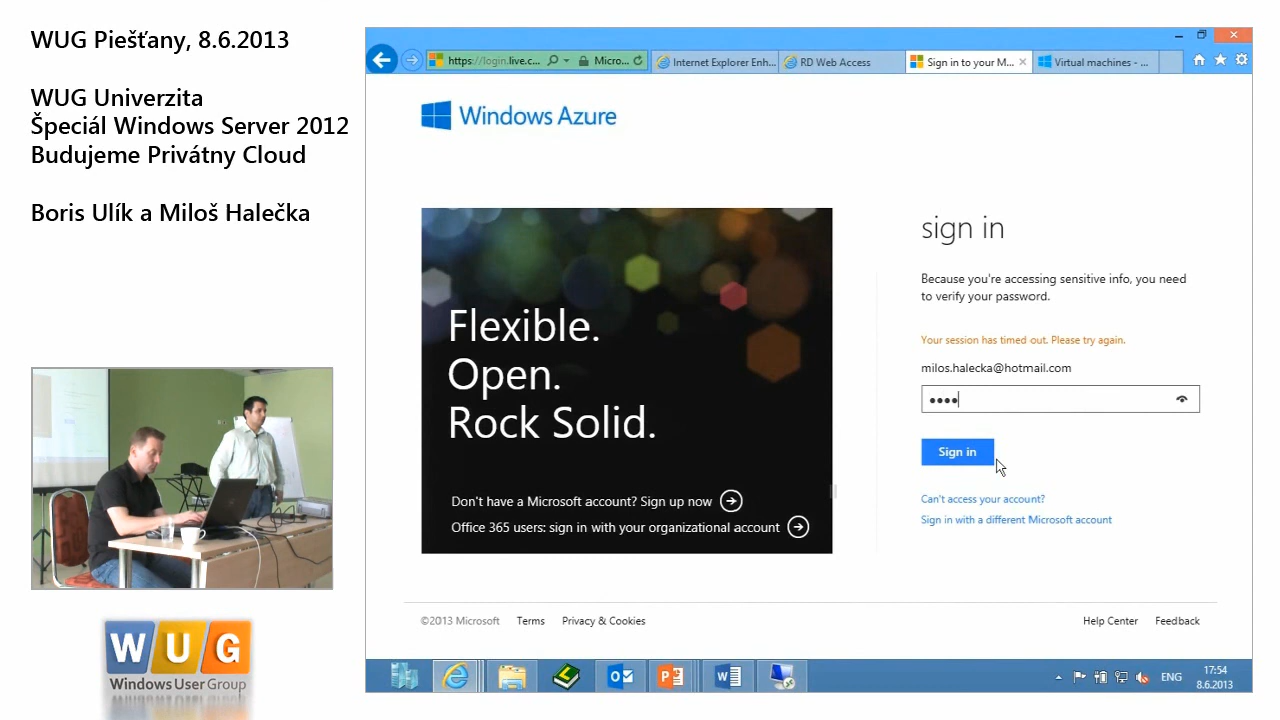 WUG Piešťany, 8.6.2013
WUG Univerzita
Špeciál Windows Server 2012
Budujeme Privátny Cloud
Boris Ulík a Miloš Halečka
WUG
Windows User Group
https://login.live.c...
Micro...
Internet Explorer Enh...
RD Web Access
Sign in to your M...
Virtual machines - ...
Windows Azure
Flexible.
Open.
Rock Solid.
Don't have a Microsoft account? Sign up now
Office 365 users: sign in with your organizational account
sign in
Because you're accessing sensitive info, you need
to verify your password.
Your session has timed out. Please try again.
milos.halecka@hotmail.com
••••
Sign in
Can't access your account?
Sign in with a different Microsoft account
©2013 Microsoft Terms Privacy & Cookies
Help Center Feedback
ENG
17:54
8.6.2013